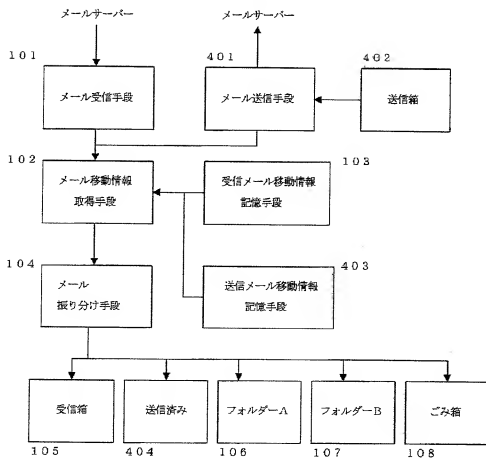 メールサーバー
メールサーバー
101
401
402
メール受信手段
メール送信手段
送信箱
102
103
メール移動情報
取得手段
受信メール移動情報
記憶手段
104
403
メール
振り分け手段
送信メール移動情報
記憶手段
受信箱
送信済み
フォルダーA
フォルダーB
ごみ箱
105
404
106
107
108